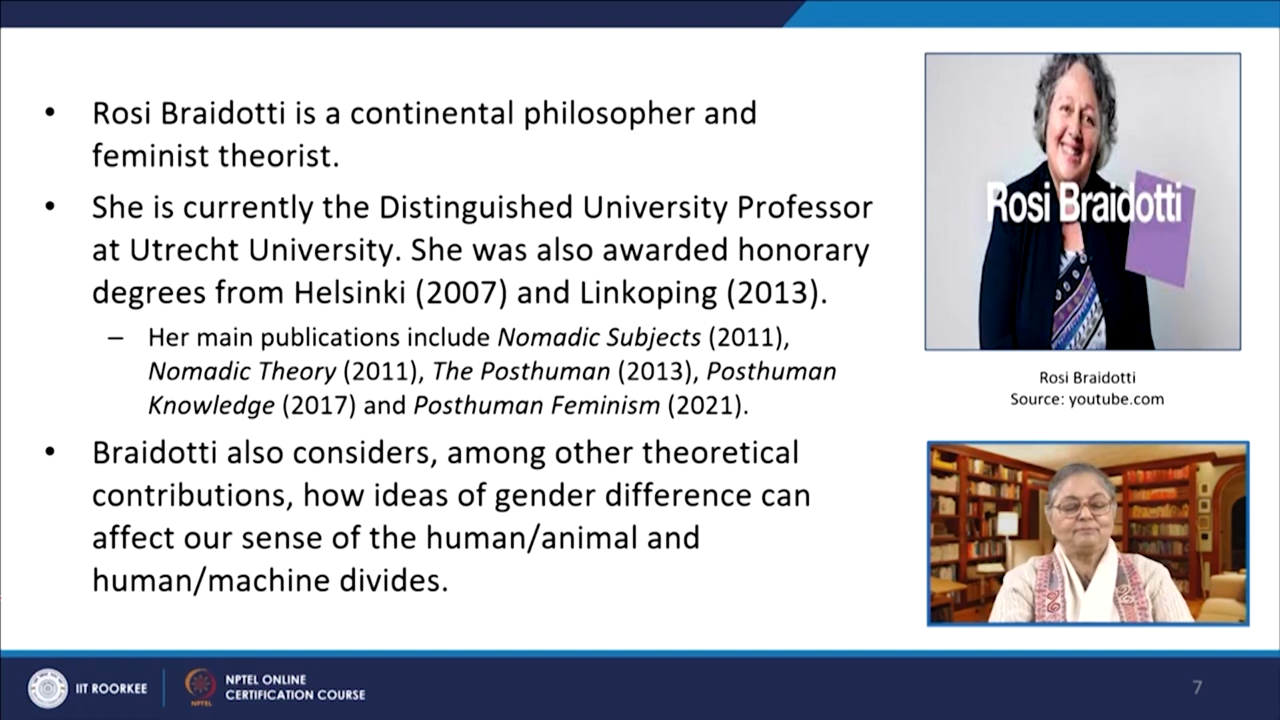 • Rosi Braidotti is a continental philosopher and
feminist theorist.
• She is currently the Distinguished University Professor
at Utrecht University. She was also awarded honorary
degrees from Helsinki (2007) and Linkoping (2013).
– Her main publications include Nomadic Subjects (2011),
Nomadic Theory (2011), The Posthuman (2013), Posthuman
Knowledge (2017) and Posthuman Feminism (2021).
• Braidotti also considers, among other theoretical
contributions, how ideas of gender difference can
affect our sense of the human/animal and
human/machine divides.
Rosi Braidotti
Rosi Braidotti
Source: youtube.com
IIT ROORKEE
NPTEL
NPTEL ONLINE
CERTIFICATION COURSE
7